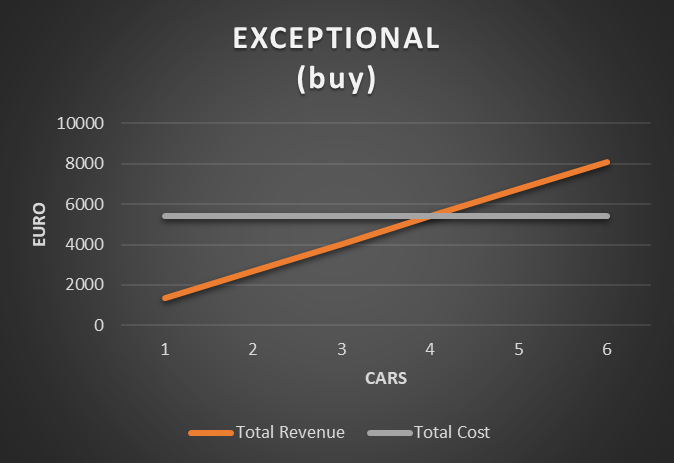 EXCEPTIONAL
(buy)
10000
8000
6000
4000
2000
0
EURO
1 2 3 4 5 6
CARS
Total Revenue Total Cost